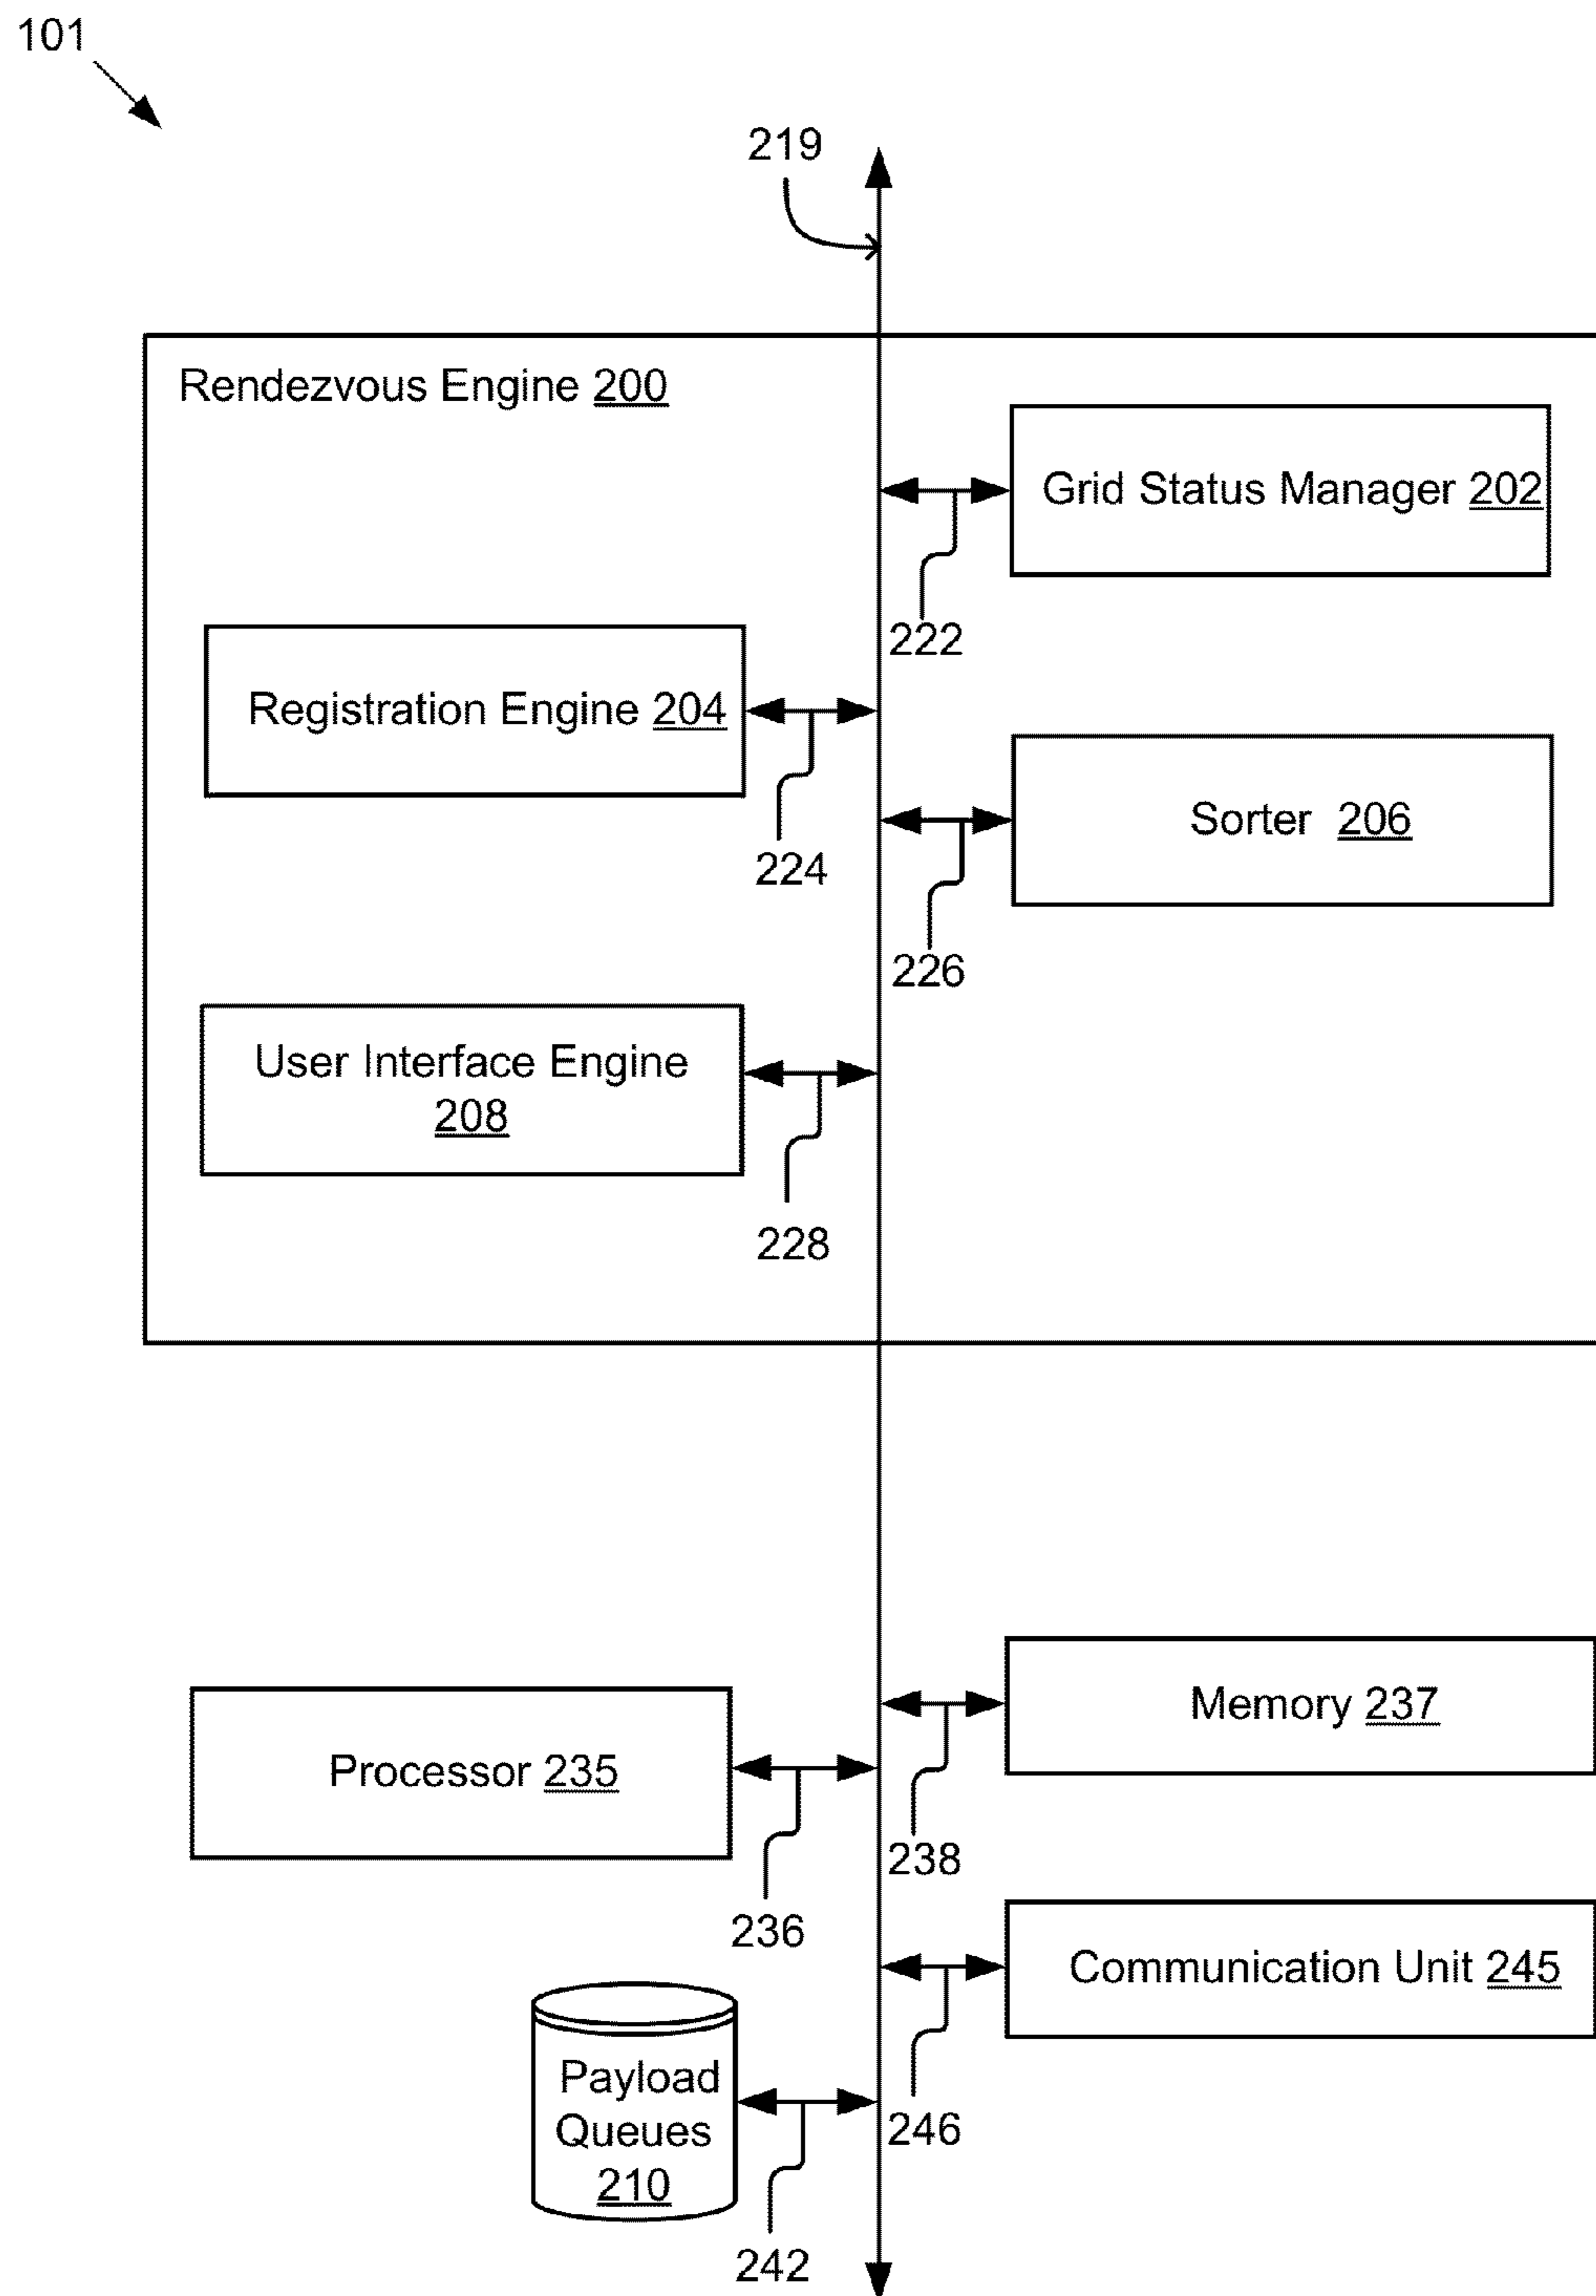 101
219
Rendezvous Engine 200
Grid Status Manager 202
222
Registration Engine 204
224
Sorter 206
226
User Interface Engine
208
228
Memory 237
Processor 235
238
236
Communication Unit 245
Payload
Queues
210
246
242